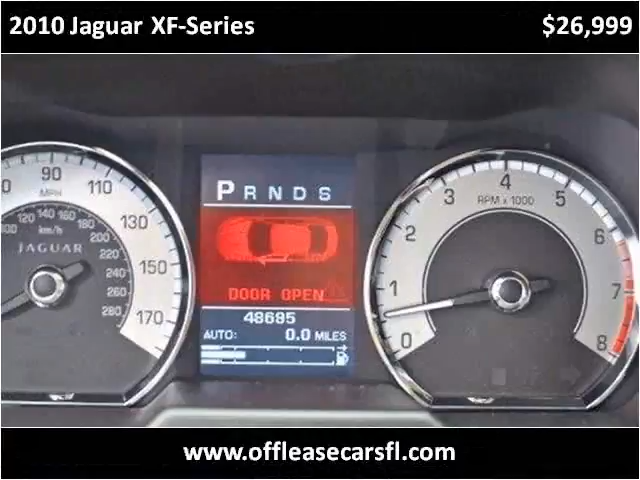 2010 Jaguar XF-Series $26,999
90
110
130
150
170
MPH
120 140 160 180
200
220
240
260
280
km/h
JAGUAR
P R N D S
DOOR OPEN
48695
AUTO: 0.0 MILES
0
1
2
3
4
5
6
7
8
RPM x 1000
www.offleasecarsfl.com